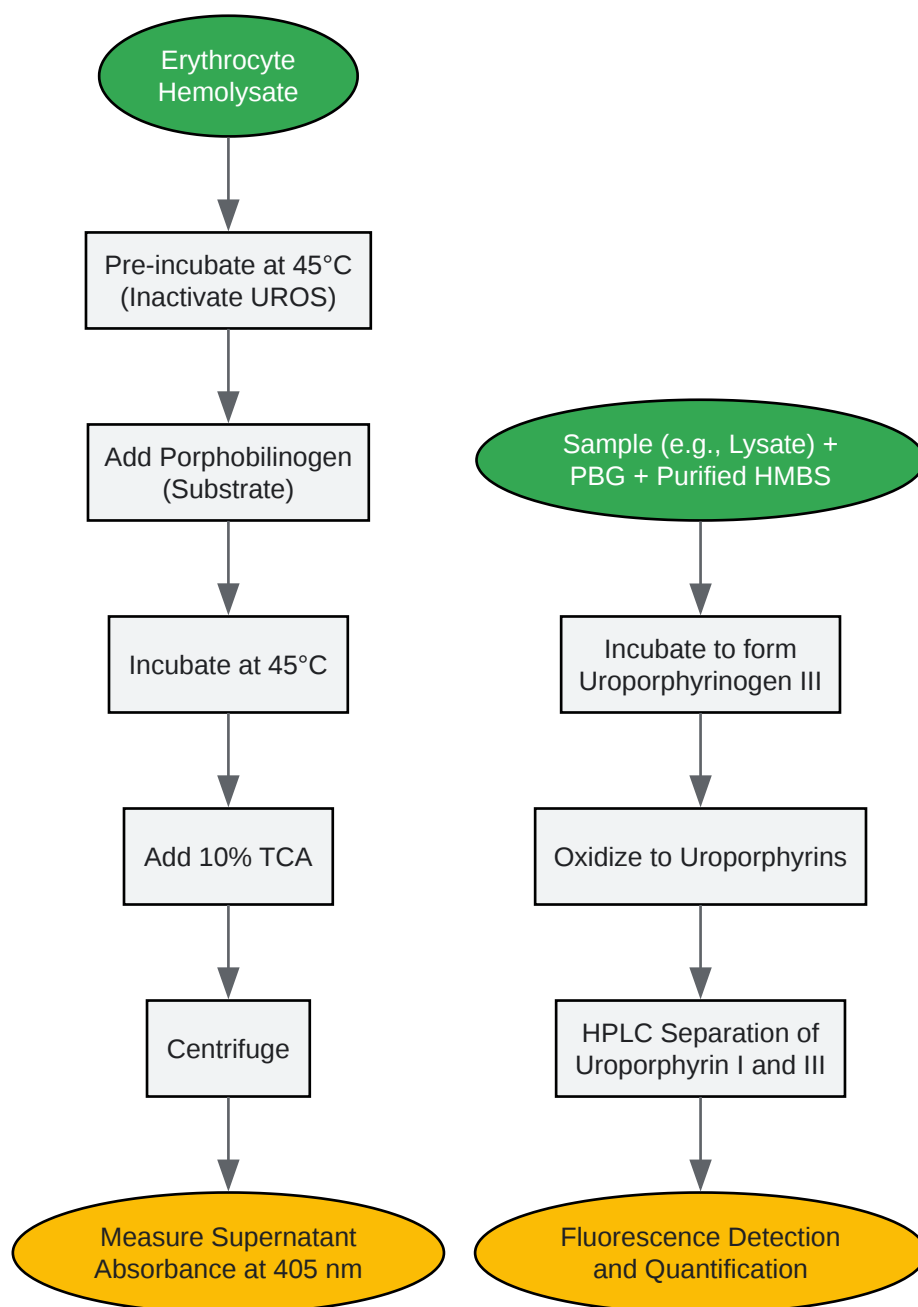 Erythrocyte
Hemolysate
Pre-incubate at 45°C
(Inactivate UROS)
Add Porphobilinogen
(Substrate)
Incubate at 45°C
Add 10% TCA
Centrifuge
Measure Supernatant
Absorbance at 405 nm
Sample (e.g., Lysate) +
PBG + Purified HMBS
Incubate to form
Uroporphyrinogen III
Oxidize to Uroporphyrins
HPLC Separation of
Uroporphyrin I and III
Fluorescence Detection
and Quantification